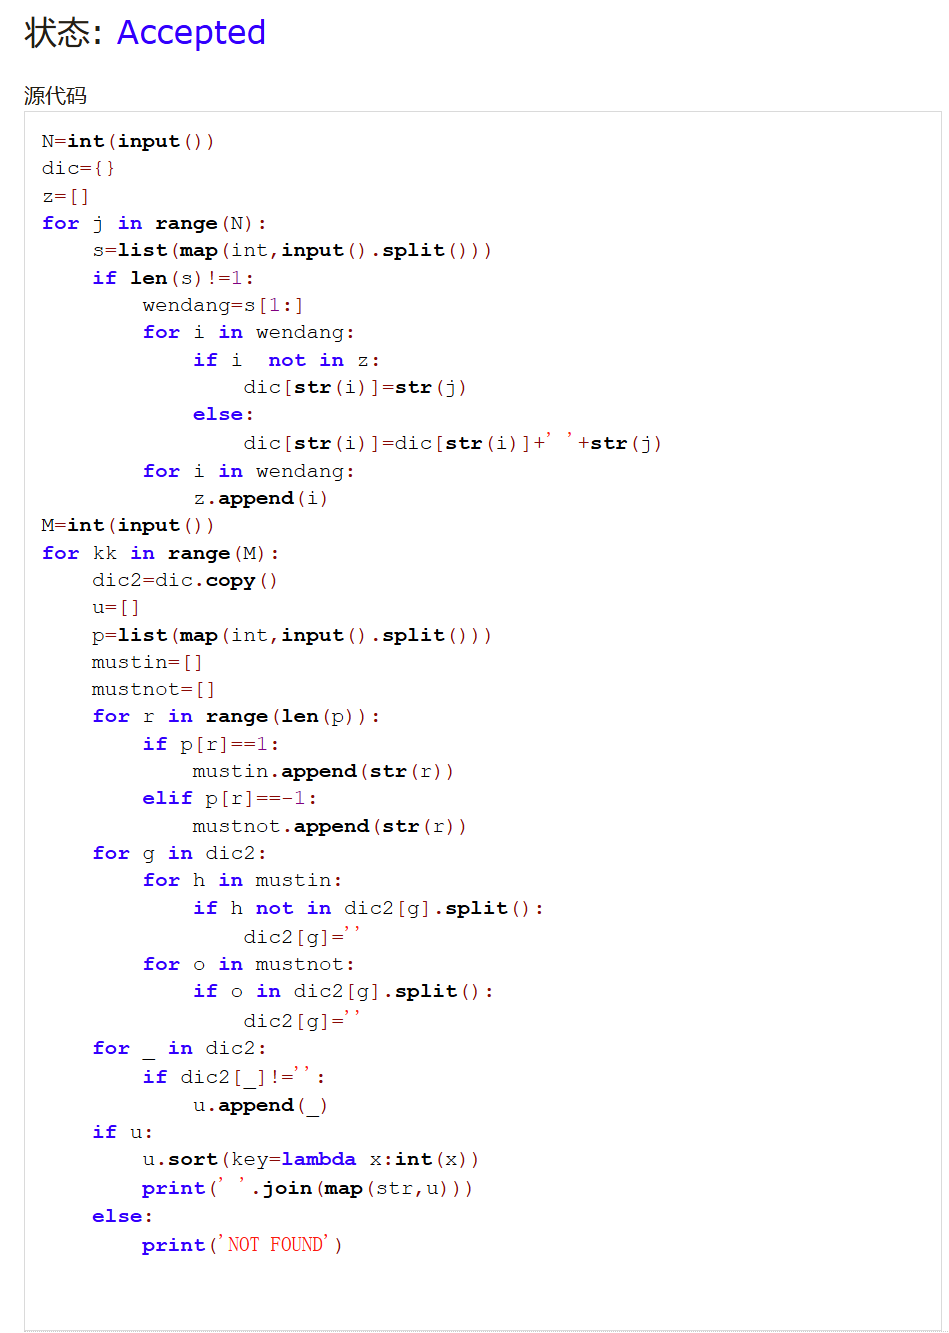 状态: Accepted
源代码
N=int(input())
dic={}
z=[]
for j in range(N):
    s=list(map(int,input().split()))
    if len(s)!=1:
        wendang=s[1:]
        for i in wendang:
            if i  not in z:
                dic[str(i)]=str(j)
            else:
                dic[str(i)]=dic[str(i)]+' '+str(j)
        for i in wendang:
            z.append(i)
M=int(input())
for kk in range(M):
    dic2=dic.copy()
    u=[]
    p=list(map(int,input().split()))
    mustin=[]
    mustnot=[]
    for r in range(len(p)):
        if p[r]==1:
            mustin.append(str(r))
        elif p[r]==-1:
            mustnot.append(str(r))
    for g in dic2:
        for h in mustin:
            if h not in dic2[g].split():
                dic2[g]=''
        for o in mustnot:
            if o in dic2[g].split():
                dic2[g]=''
    for _ in dic2:
        if dic2[_]!='':
            u.append(_)
    if u:
        u.sort(key=lambda x:int(x))
        print(' '.join(map(str,u)))
    else:
        print('NOT FOUND')